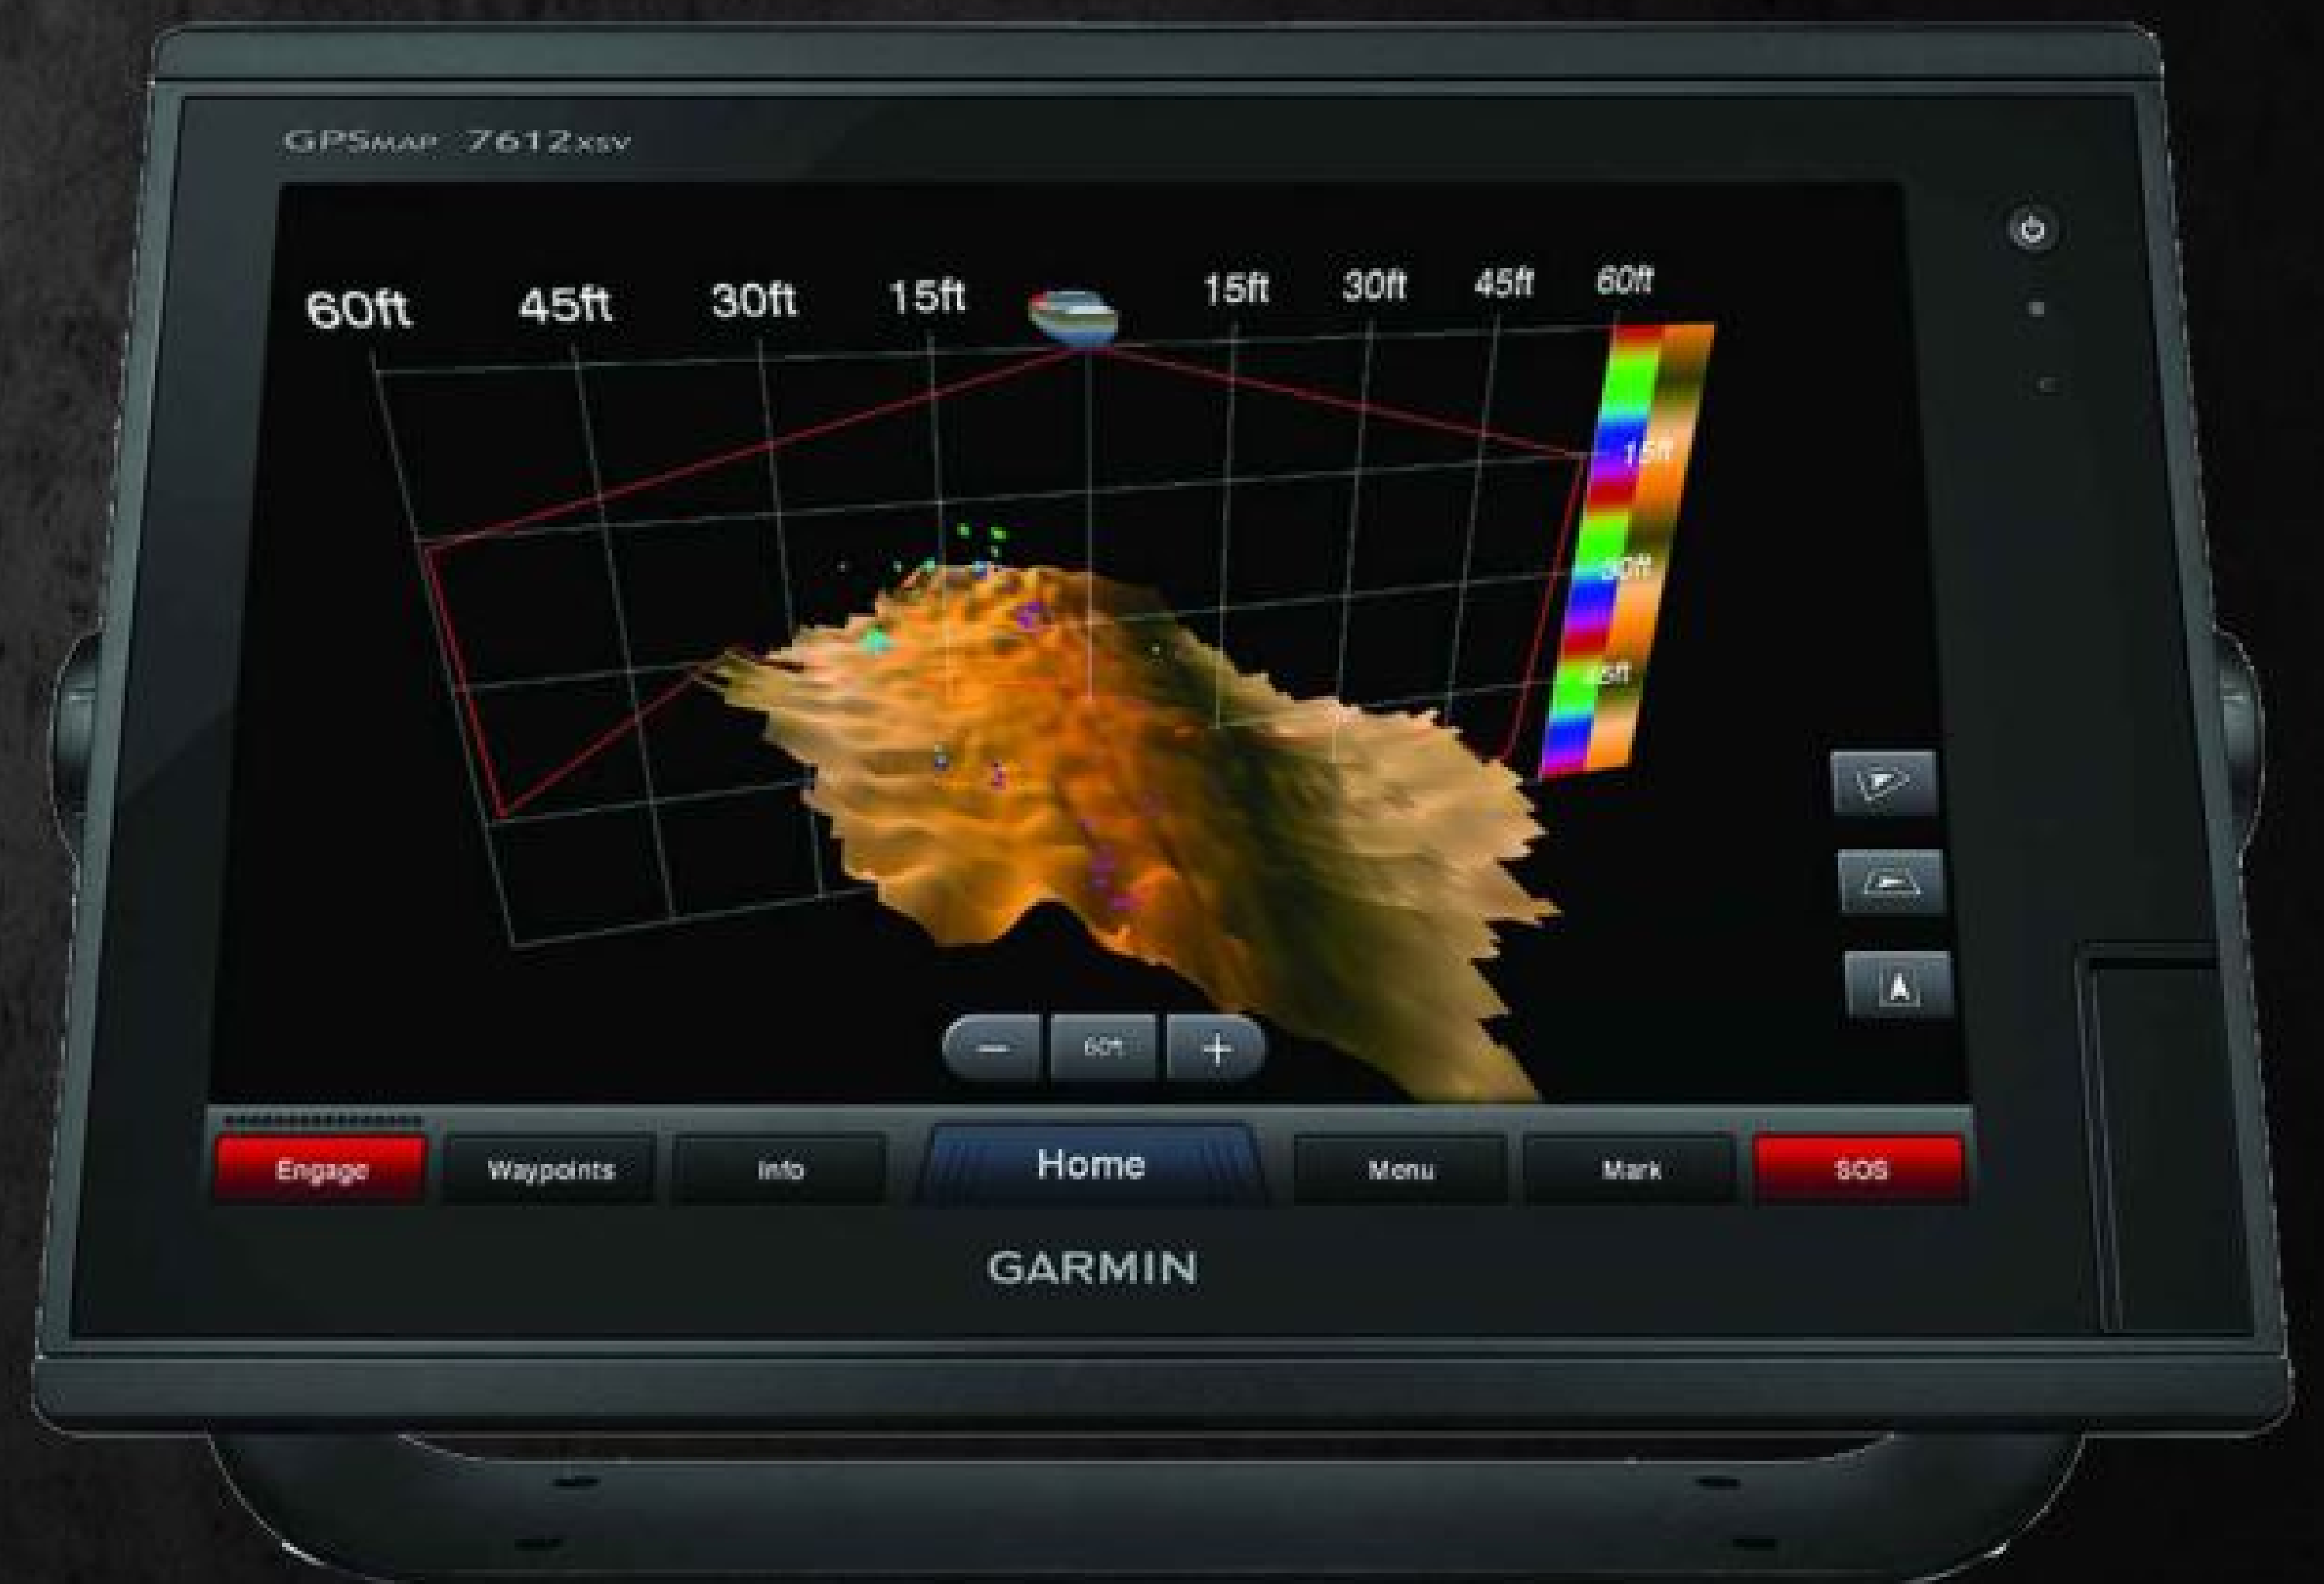 GPSMAP 7612xsv
60ft 45ft 30ft 15ft 15ft 30ft 45ft 60ft
15ft
30ft
45ft
− 60ft +
Engage Waypoints Info Home Menu Mark SOS
GARMIN